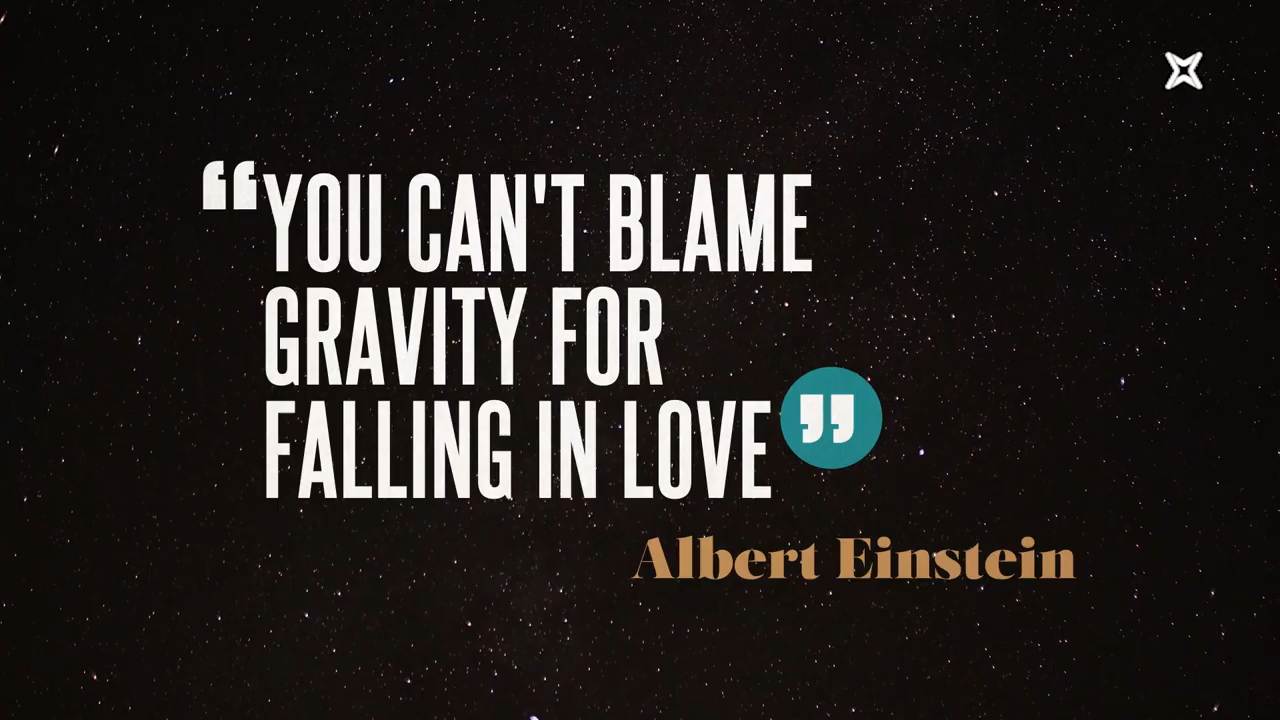 “YOU CAN'T BLAME
GRAVITY FOR
FALLING IN LOVE”
Albert Einstein